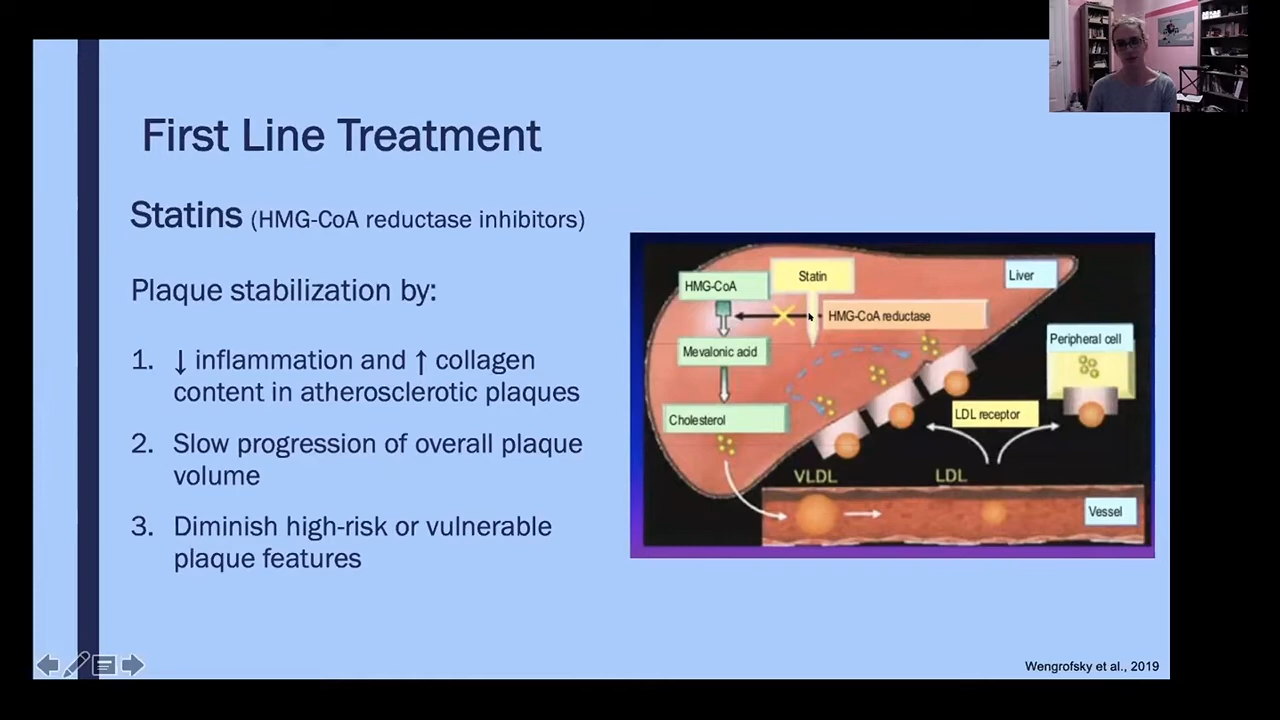 First Line Treatment
Statins (HMG-CoA reductase inhibitors)
Plaque stabilization by:
1. ↓ inflammation and ↑ collagen
content in atherosclerotic plaques
2. Slow progression of overall plaque
volume
3. Diminish high-risk or vulnerable
plaque features
HMG-CoA
Statin
Liver
HMG-CoA reductase
Mevalonic acid
Peripheral cell
Cholesterol
LDL receptor
VLDL
LDL
Vessel
Wengrofsky et al., 2019